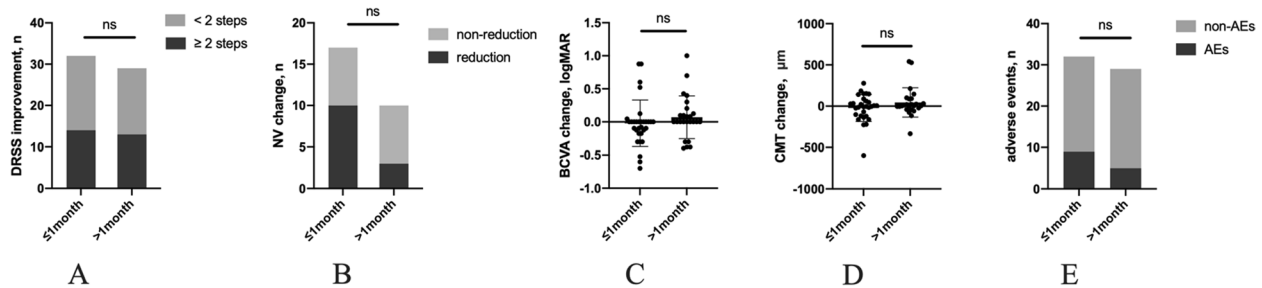 DRSS improvement, n
40
30
20
10
0
ns
< 2 steps
≥ 2 steps
≤1month
>1month
A
NV change, n
20
15
10
5
0
ns
non-reduction
reduction
≤1month
>1month
B
BCVA change, logMAR
1.5
1.0
0.5
0.0
-0.5
-1.0
ns
≤1month
>1month
C
CMT change, μm
1000
500
0
-500
-1000
ns
≤1month
>1month
D
adverse events, n
40
30
20
10
0
ns
non-AEs
AEs
≤1month
>1month
E